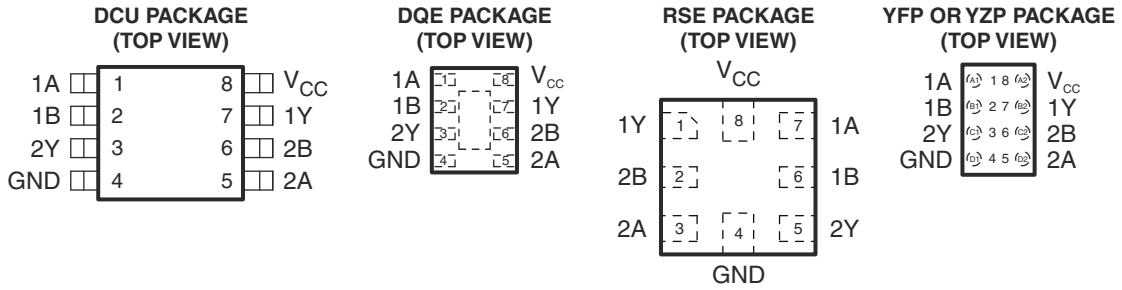 DCU PACKAGE
(TOP VIEW)
1A 1 8 VCC
1B 2 7 1Y
2Y 3 6 2B
GND 4 5 2A
DQE PACKAGE
(TOP VIEW)
1A 1 8 VCC
1B 2 7 1Y
2Y 3 6 2B
GND 4 5 2A
RSE PACKAGE
(TOP VIEW)
VCC
1Y 1 8 7 1A
2B 2 6 1B
2A 3 4 5 2Y
GND
YFP OR YZP PACKAGE
(TOP VIEW)
1A A1 1 8 A2 VCC
1B B1 2 7 B2 1Y
2Y C1 3 6 C2 2B
GND D1 4 5 D2 2A